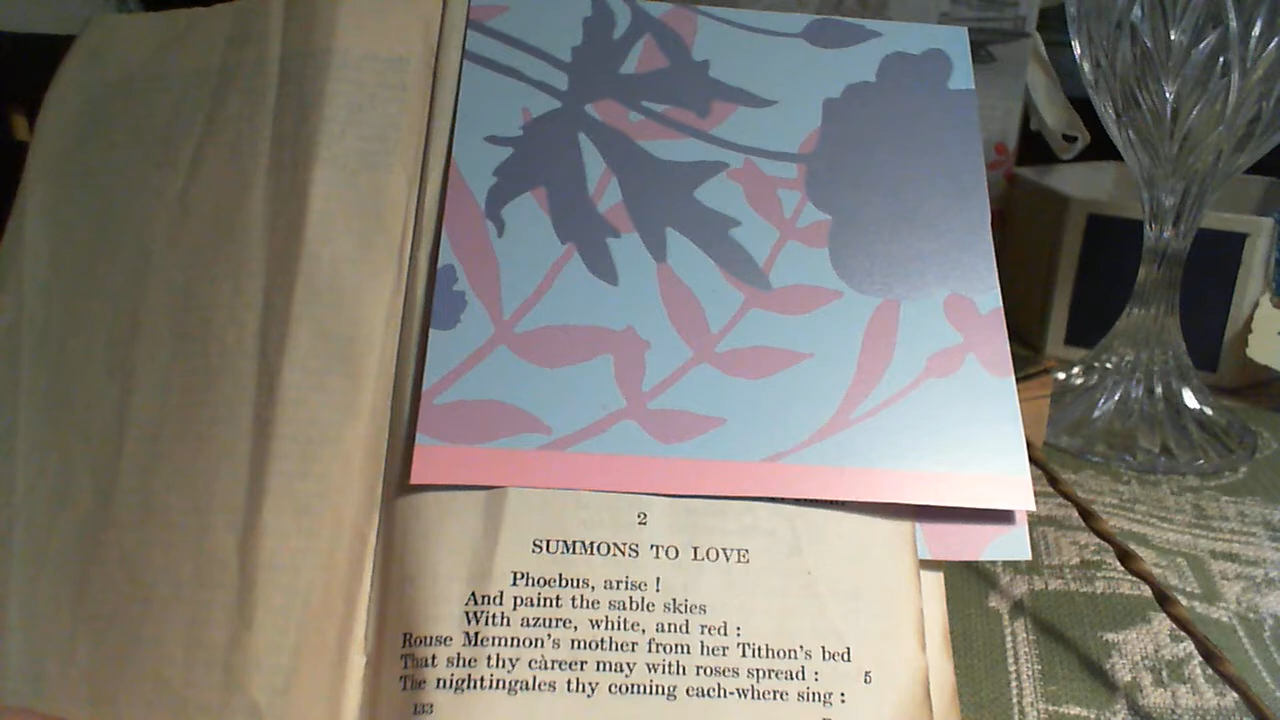 2
SUMMONS TO LOVE
Phoebus, arise !
And paint the sable skies
With azure, white, and red :
Rouse Memnon's mother from her Tithon's bed
That she thy càreer may with roses spread : 5
The nightingales thy coming each-where sing :
133